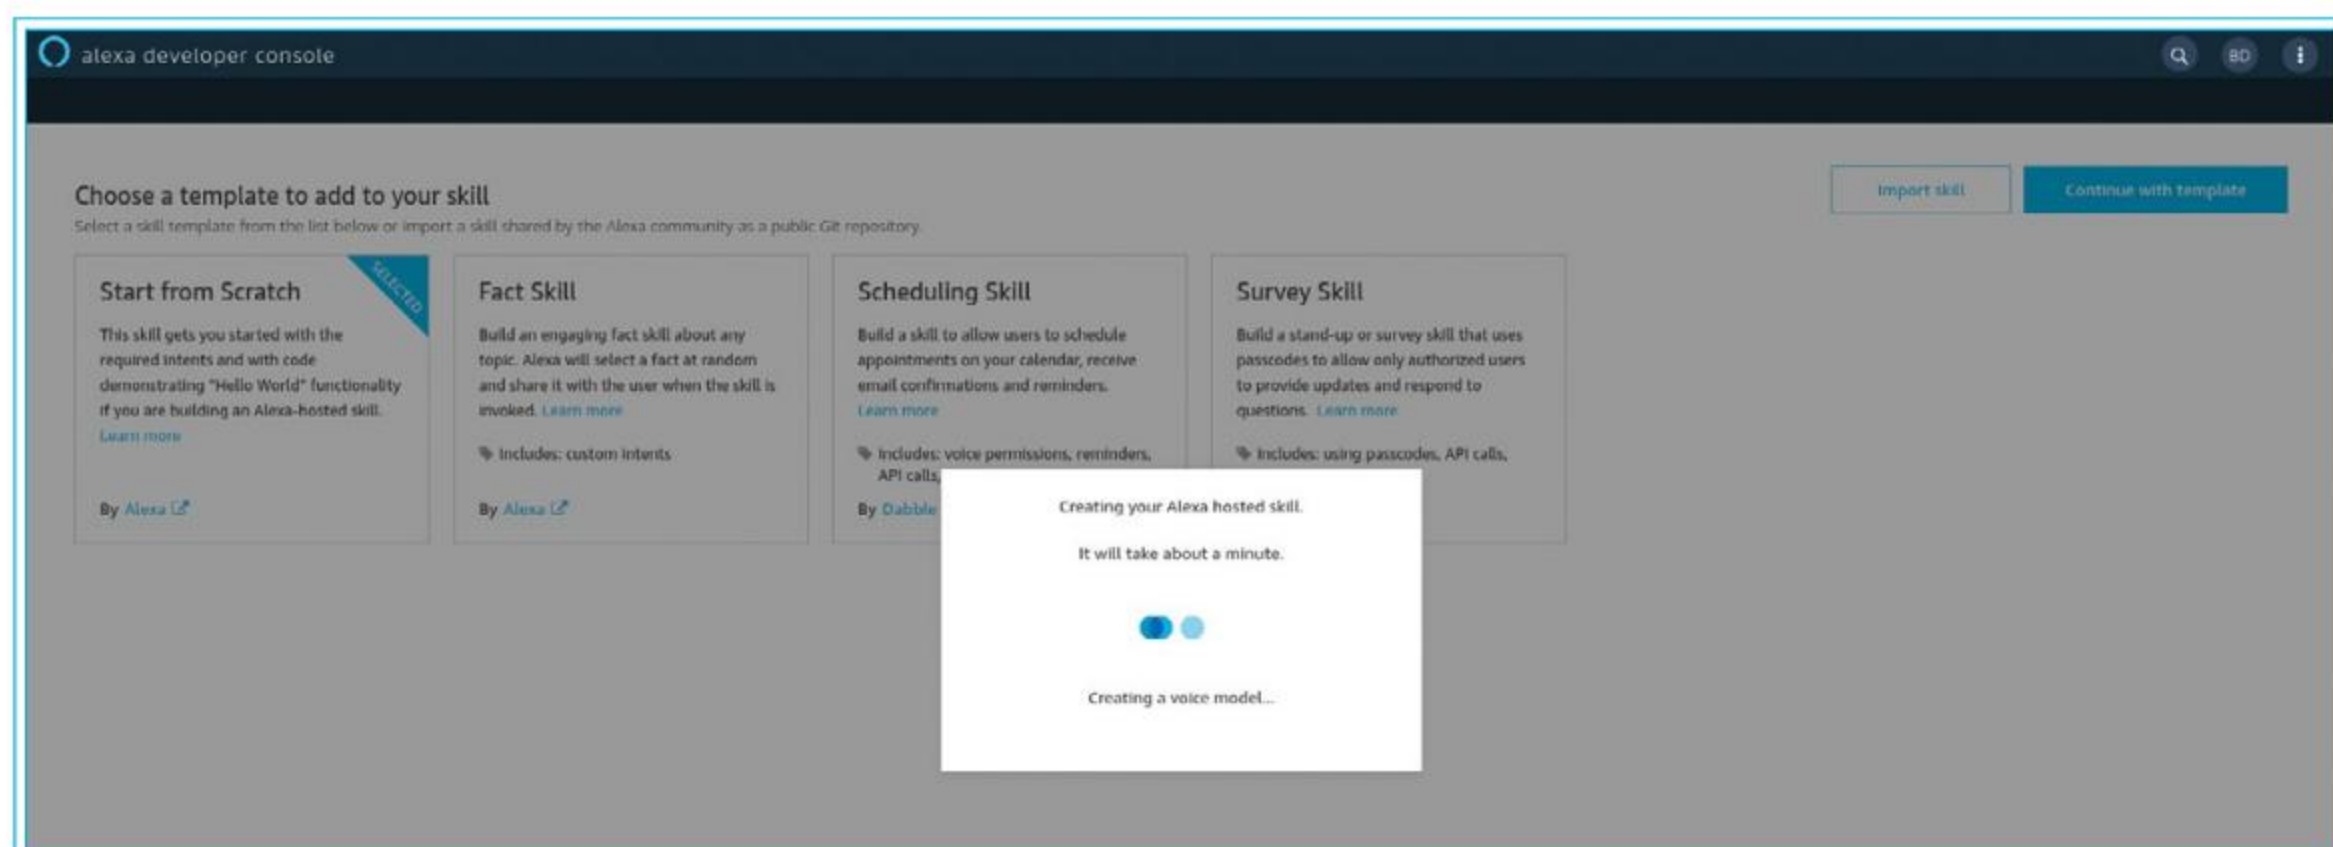 alexa developer console
BD
Choose a template to add to your skill
Import skill
Continue with template
Select a skill template from the list below or import a skill shared by the Alexa community as a public Git repository.
Start from Scratch
SELECTED
This skill gets you started with the
required intents and with code
demonstrating "Hello World" functionality
if you are building an Alexa-hosted skill.
Learn more
By Alexa
Fact Skill
Build an engaging fact skill about any
topic. Alexa will select a fact at random
and share it with the user when the skill is
invoked. Learn more
Includes: custom intents
By Alexa
Scheduling Skill
Build a skill to allow users to schedule
appointments on your calendar, receive
email confirmations and reminders.
Learn more
Includes: voice permissions, reminders,
API calls,
By Dabble
Survey Skill
Build a stand-up or survey skill that uses
passcodes to allow only authorized users
to provide updates and respond to
questions. Learn more
Includes: using passcodes, API calls,
Creating your Alexa hosted skill.
It will take about a minute.
Creating a voice model...